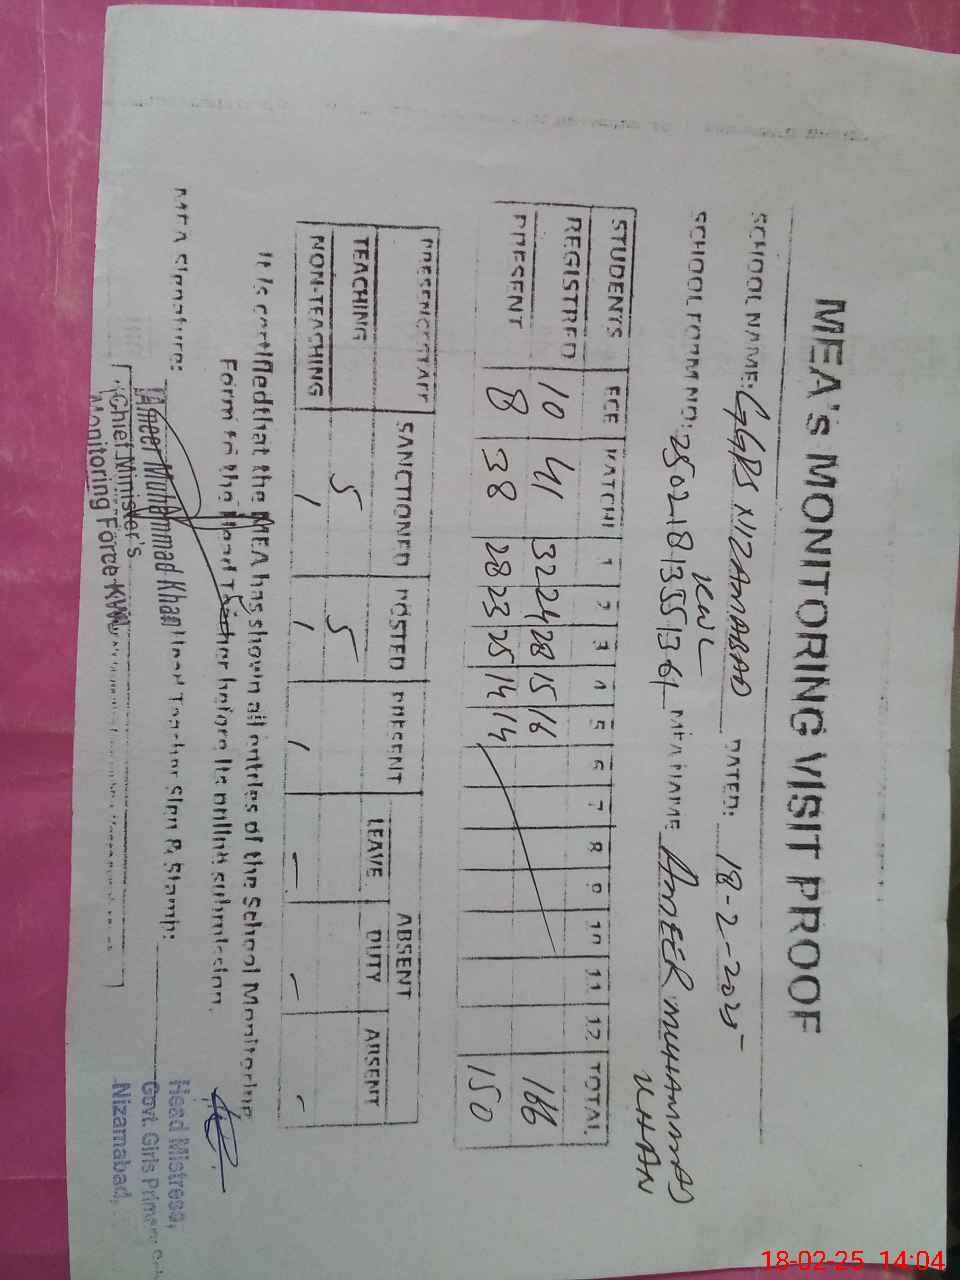 MEA's MONITORING VISIT PROOF
SCHOOL NAME: GGPS NIZAMABAD DATED: 18-2-2025
KWL
SCHOOL FORM NO: 25021813551361 MEA NAME AMEER MUHAMMAD KHAN
STUDENTS ECE KATCHI 1 2 3 4 5 6 7 8 9 10 11 12 TOTAL
REGISTRED 10 41 32 24 28 15 16 166
PRESENT 8 38 28 23 25 14 14 150
PRESENCESTAFF SANCTIONED POSTED PRESENT ABSENT
LEAVE DUTY ABSENT
TEACHING 5 5
NON-TEACHING 1 1 1 - - -
It is certified that the MEA has shown all entries of the School Monitoring
Form to the Head Teacher before its online submission.
MEA Signature: Head Teacher Sign & Stamp:
Ameer Muhammad Khan
Chief Minister's
Monitoring Force KW
Head Mistress,
Govt. Girls Primary
Nizamabad,
18-02-25 14:04